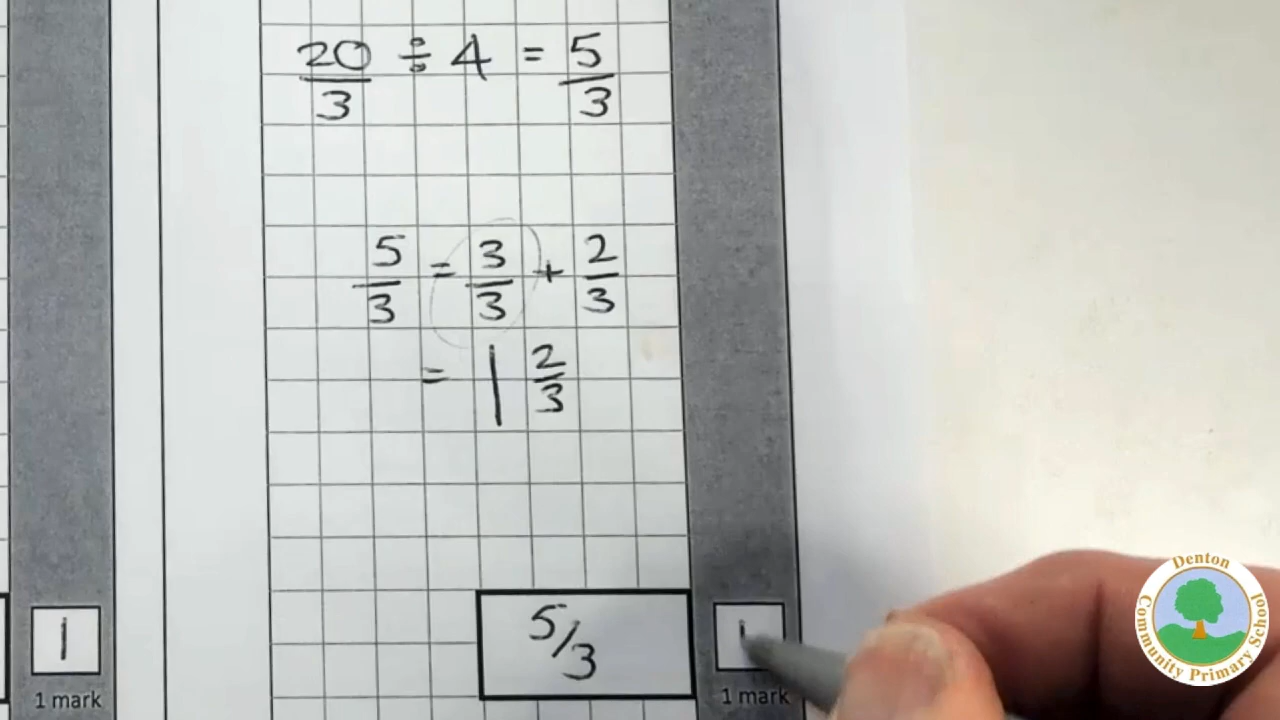 20/3 ÷ 4 = 5/3
5/3 = 3/3 + 2/3
= 1 2/3
5/3
1
1 mark
1 mark
Denton
Community Primary School